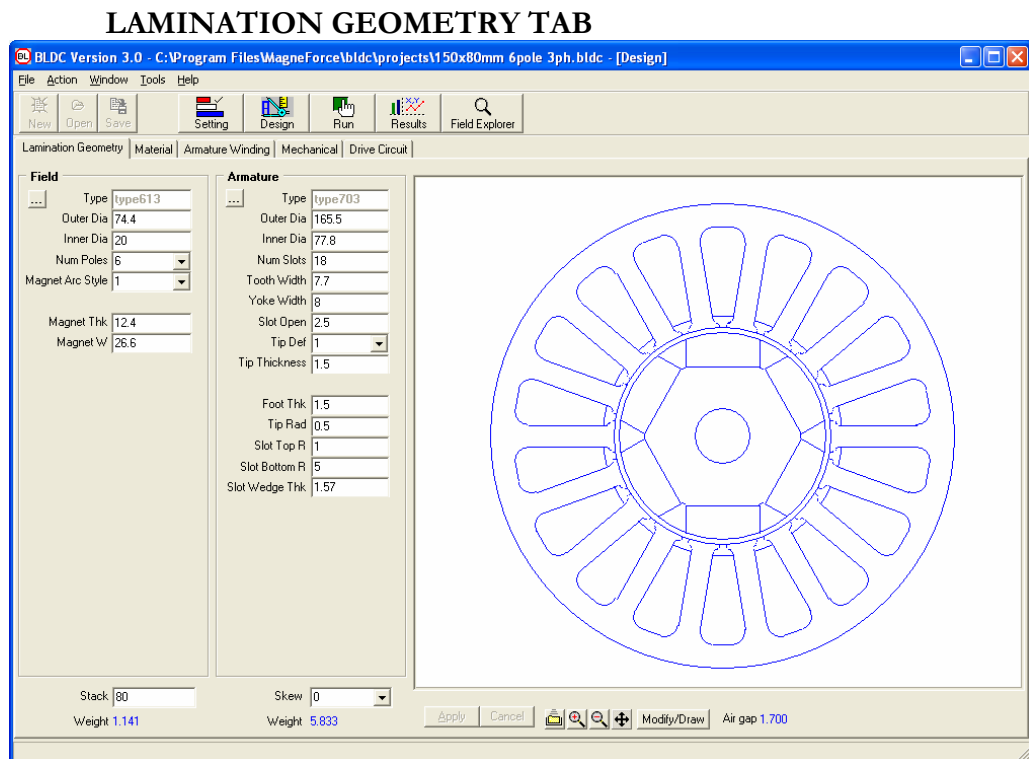 LAMINATION GEOMETRY TAB
BL BLDC Version 3.0 - C:\Program Files\MagneForce\bldc\projects\150x80mm 6pole 3ph.bldc - [Design]
File Action Window Tools Help
New Open Save Setting Design Run Results Field Explorer
Lamination Geometry Material Armature Winding Mechanical Drive Circuit
Field
... Type type613
Outer Dia 74.4
Inner Dia 20
Num Poles 6
Magnet Arc Style 1
Magnet Thk 12.4
Magnet W 26.6
Stack 80
Weight 1.141
Armature
... Type type703
Outer Dia 165.5
Inner Dia 77.8
Num Slots 18
Tooth Width 7.7
Yoke Width 8
Slot Open 2.5
Tip Def 1
Tip Thickness 1.5
Foot Thk 1.5
Tip Rad 0.5
Slot Top R 1
Slot Bottom R 5
Slot Wedge Thk 1.57
Skew 0
Weight 5.833
Apply Cancel Modify/Draw Air gap 1.700